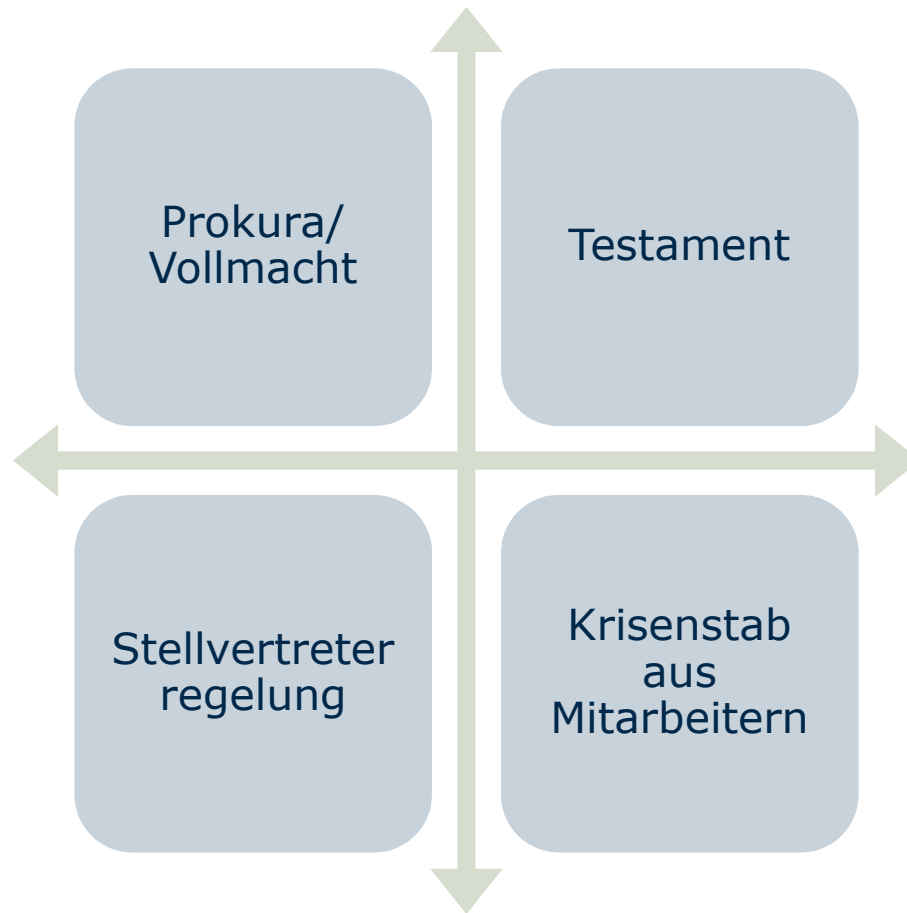 Prokura/
Vollmacht
Testament
Stellvertreter
regelung
Krisenstab
aus
Mitarbeitern